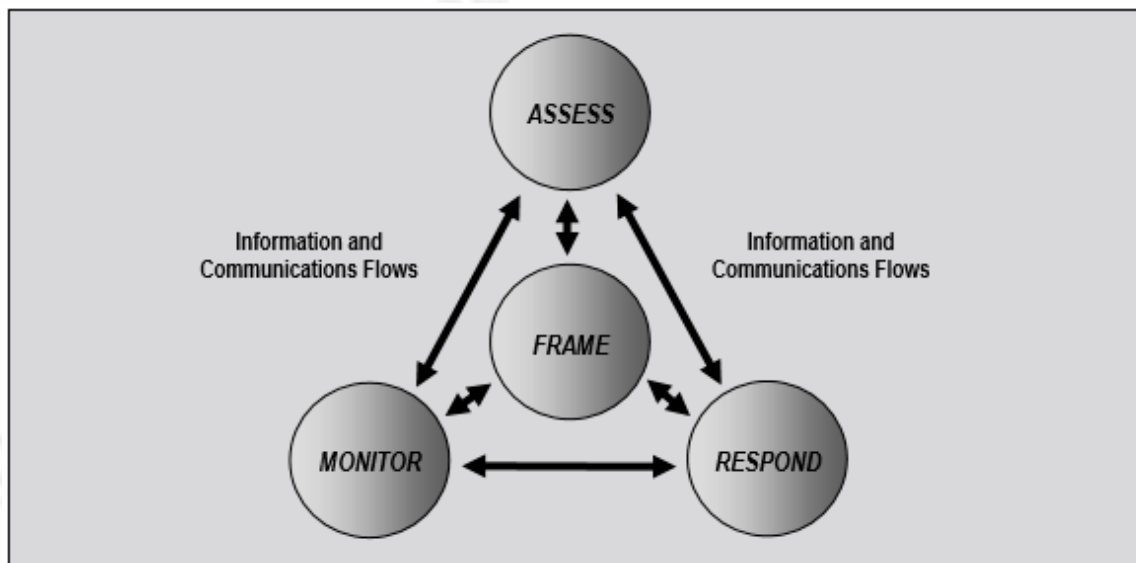 ASSESS
Information and
Communications Flows
Information and
Communications Flows
FRAME
MONITOR
RESPOND